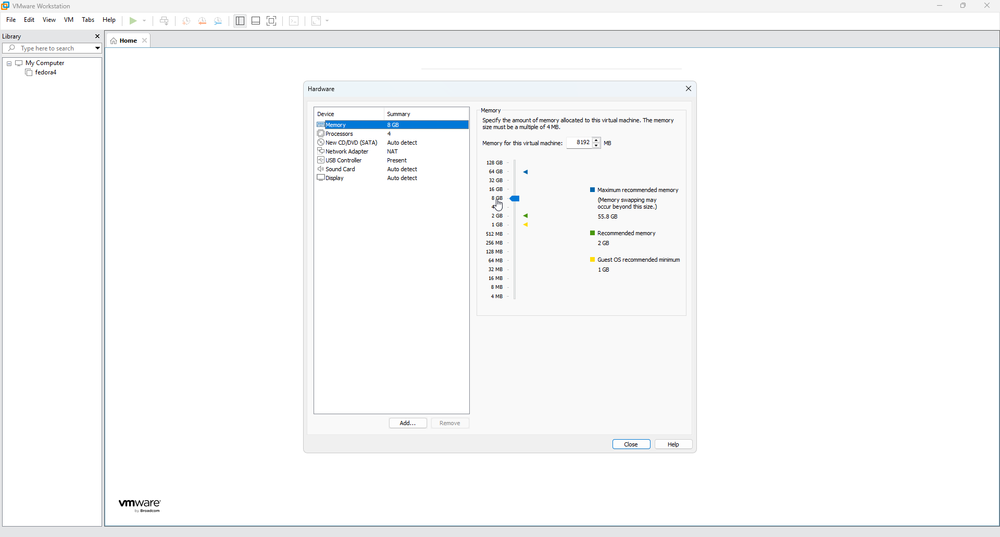 VMware Workstation
File Edit View VM Tabs Help
Library
Home
Type here to search
My Computer
fedora4
Hardware
Device Summary
Memory 8 GB
Processors 4
New CD/DVD (SATA) Auto detect
Network Adapter NAT
USB Controller Present
Sound Card Auto detect
Display Auto detect
Add... Remove
Memory
Specify the amount of memory allocated to this virtual machine. The memory
size must be a multiple of 4 MB.
Memory for this virtual machine: 8192 MB
128 GB
64 GB
32 GB
16 GB
8 GB
2 GB
1 GB
512 MB
256 MB
128 MB
64 MB
32 MB
16 MB
8 MB
4 MB
Maximum recommended memory
(Memory swapping may
occur beyond this size.)
55.8 GB
Recommended memory
2 GB
Guest OS recommended minimum
1 GB
Close Help
vmware
by Broadcom